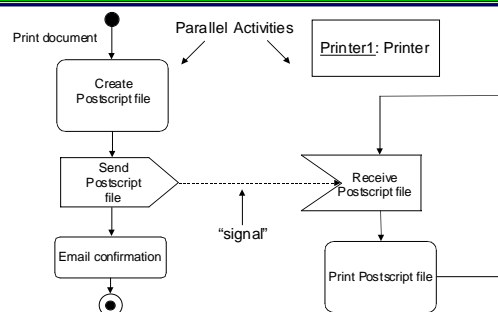 Print document
Parallel Activities
Printer1: Printer
Create
Postscript file
Send
Postscript
file
Receive
Postscript file
"signal"
Email confirmation
Print Postscript file